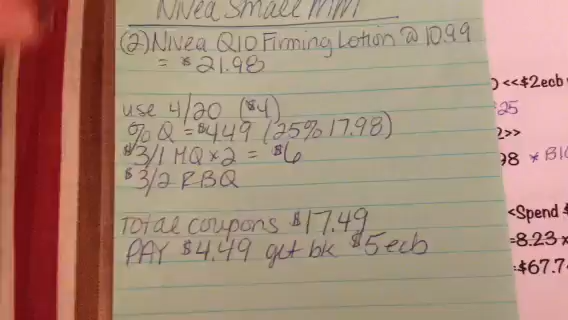 Nivea Small MM
(2) Nivea Q10 Firming Lotion @ 10.99
= $21.98
use 4/20 ($4)
% Q = $449 (25% 17.98)
$3/1 MQ x 2 = $6
$3/2 RBQ
Total coupons $17.49
PAY $4.49 get bk $5 ecb
<<$2ecb
25
2>>
98 * B1
<Spend $
=8.23 x
$67.7